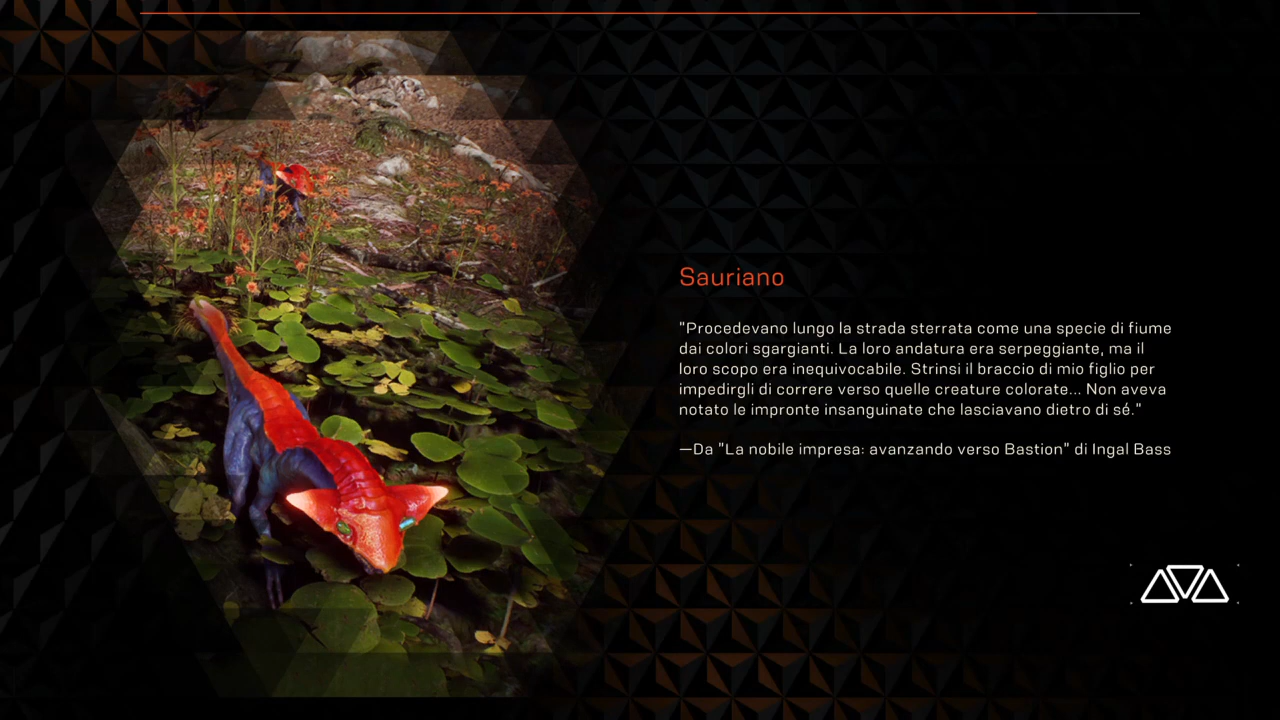 Sauriano
"Procedevano lungo la strada sterrata come una specie di fiume
dai colori sgargianti. La loro andatura era serpeggiante, ma il
loro scopo era inequivocabile. Strinsi il braccio di mio figlio per
impedirgli di correre verso quelle creature colorate... Non aveva
notato le impronte insanguinate che lasciavano dietro di sé."
—Da "La nobile impresa: avanzando verso Bastion" di Ingal Bass